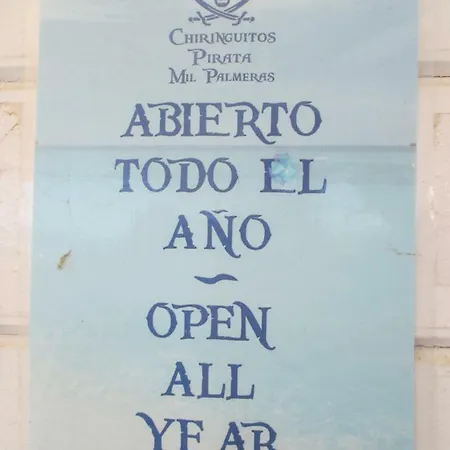 Chiringuitos
Pirata
Mil Palmeras
ABIERTO
TODO EL
AÑO
~
OPEN
ALL
YEAR